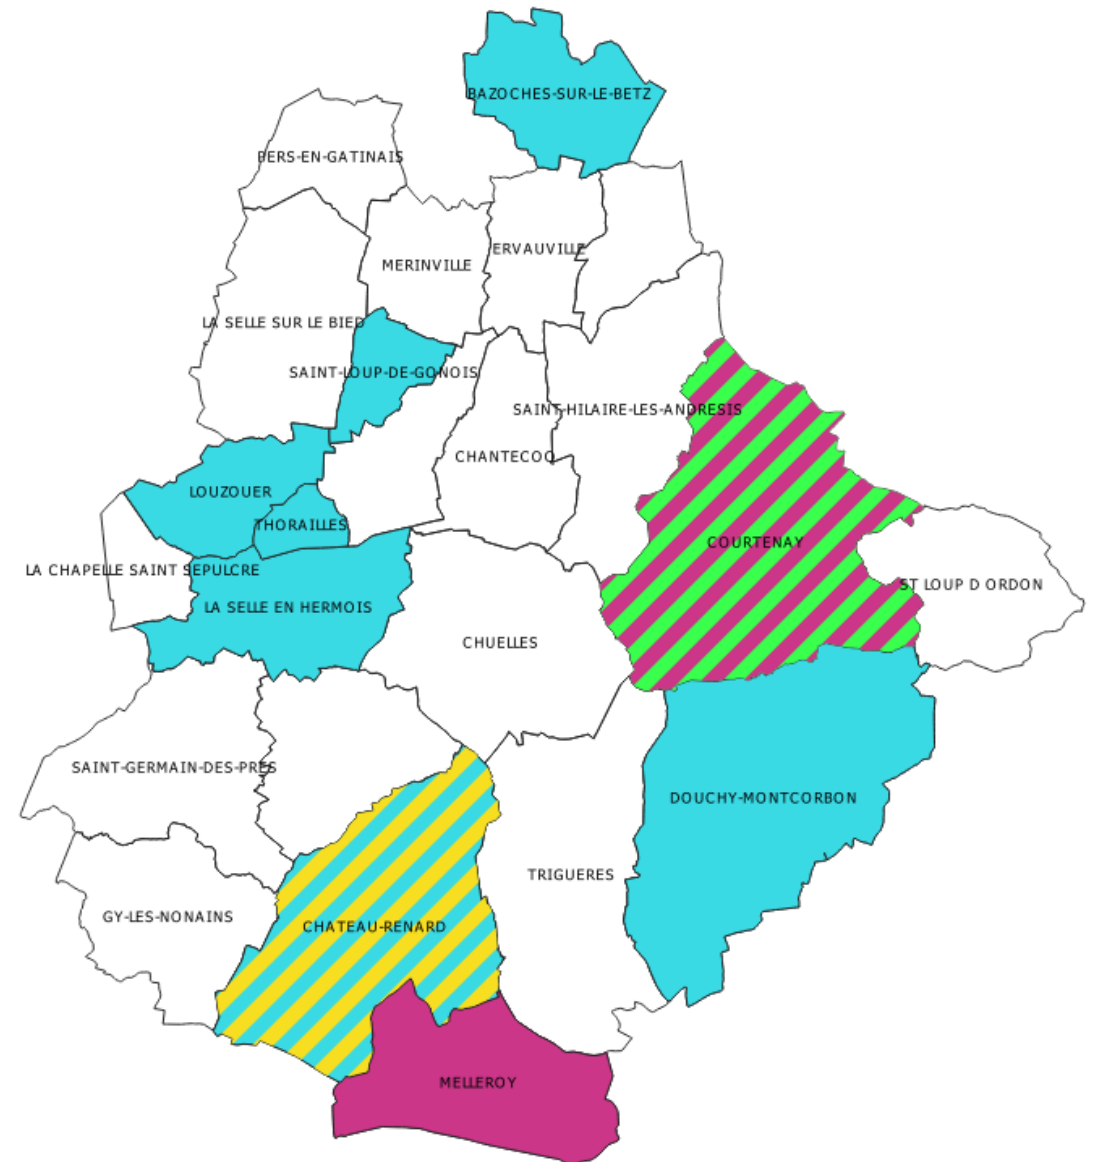 BAZOCHES-SUR-LE-BETZ
PERS-EN-GATINAIS
ERVAUVILLE
MERINVILLE
LA SELLE SUR LE BIED
SAINT-LOUP-DE-GONOIS
SAINT-HILAIRE-LES-ANDRESIS
CHANTECOQ
LOUZOUER
THORAILLES
COURTENAY
LA CHAPELLE SAINT SEPULCRE
ST LOUP D ORDON
LA SELLE EN HERMOIS
CHUELLES
SAINT-GERMAIN-DES-PRES
DOUCHY-MONTCORBON
TRIGUERES
GY-LES-NONAINS
CHATEAU-RENARD
MELLEROY